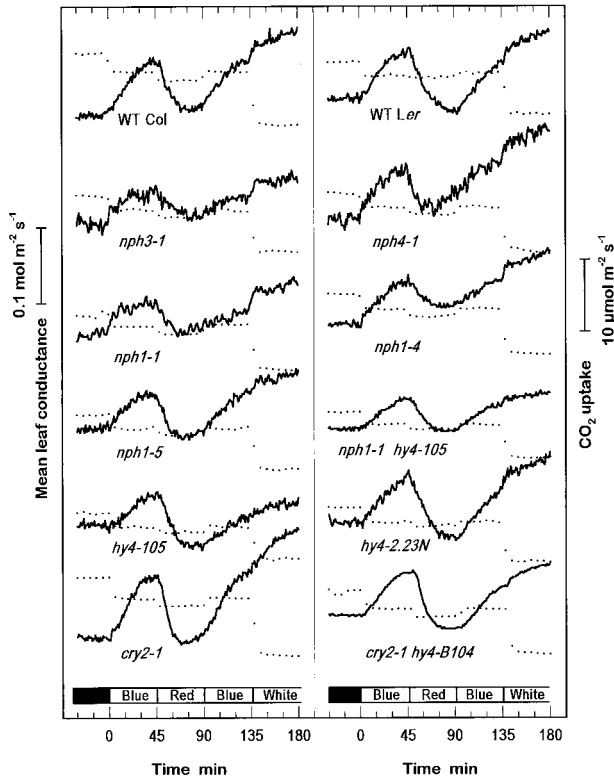 WT Col
WT Ler
nph3-1
nph4-1
nph1-1
nph1-4
nph1-5
nph1-1 hy4-105
hy4-105
hy4-2.23N
cry2-1
cry2-1 hy4-B104
Mean leaf conductance
0.1 mol m⁻² s⁻¹
CO₂ uptake
10 µmol m⁻² s⁻¹
Blue Red Blue White
Blue Red Blue White
0 45 90 135 180
0 45 90 135 180
Time min
Time min